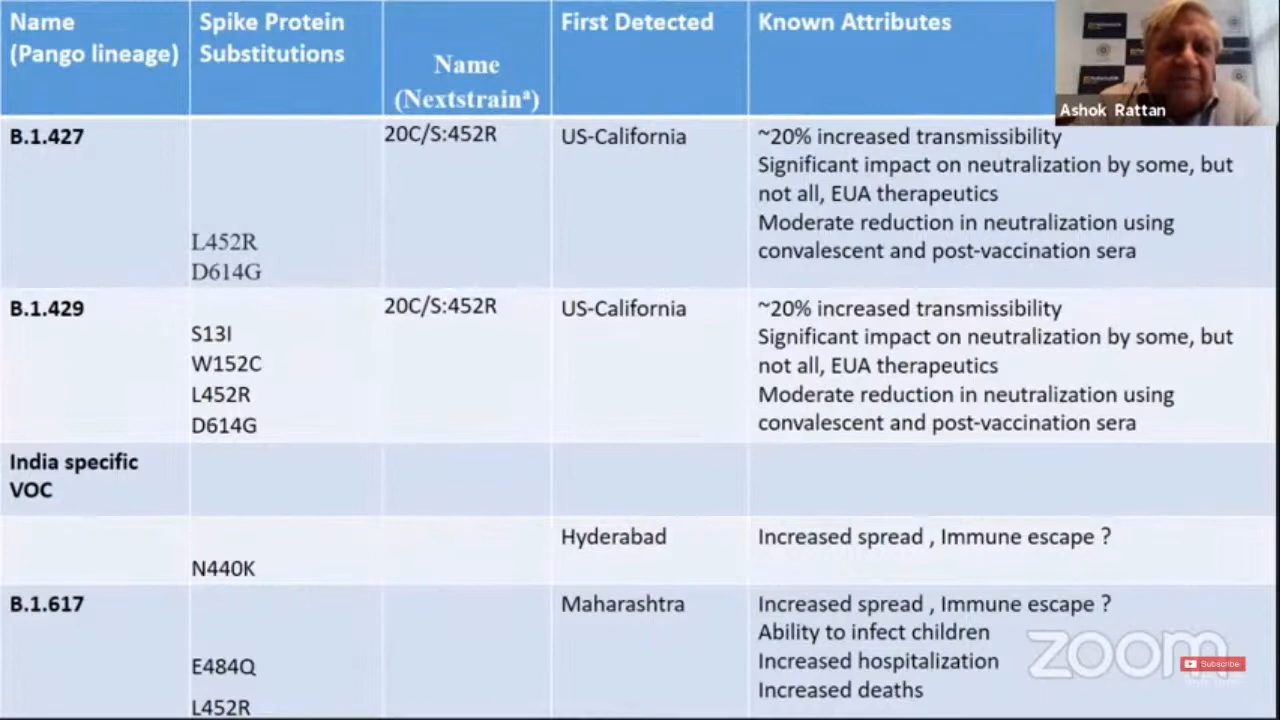 Name
(Pango lineage)
Spike Protein
Substitutions
Name
(Nextstrainᵃ)
First Detected
Known Attributes
Ashok Rattan
B.1.427
L452R
D614G
20C/S:452R
US-California
~20% increased transmissibility
Significant impact on neutralization by some, but
not all, EUA therapeutics
Moderate reduction in neutralization using
convalescent and post-vaccination sera
B.1.429
S13I
W152C
L452R
D614G
20C/S:452R
US-California
~20% increased transmissibility
Significant impact on neutralization by some, but
not all, EUA therapeutics
Moderate reduction in neutralization using
convalescent and post-vaccination sera
India specific
VOC
N440K
Hyderabad
Increased spread , Immune escape ?
B.1.617
E484Q
L452R
Maharashtra
Increased spread , Immune escape ?
Ability to infect children
Increased hospitalization
Increased deaths
zoom
Subscribe